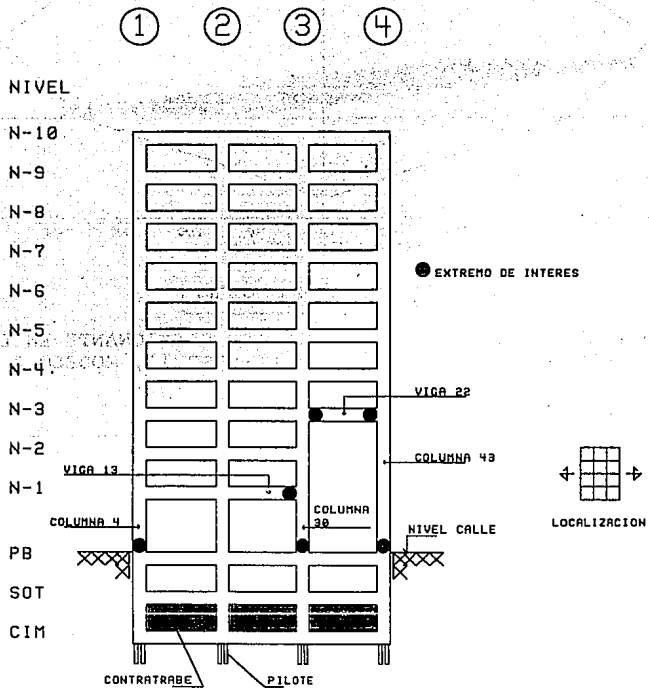 1 2 3 4
NIVEL
N-10
N-9
N-8
N-7
N-6
EXTREMO DE INTERES
N-5
N-4
N-3
VIGA 22
N-2
COLUMNA 43
VIGA 13
N-1
COLUMNA 4
COLUMNA 30
NIVEL CALLE
LOCALIZACION
PB
SOT
CIM
CONTRATRABE
PILOTE